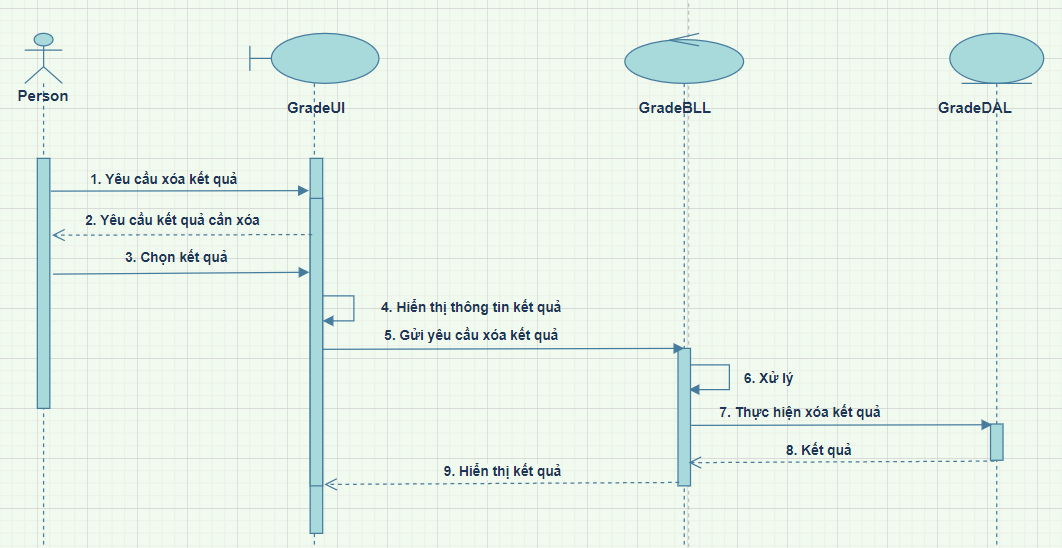 Person
GradeUI
GradeBLL
GradeDAL
1. Yêu cầu xóa kết quả
2. Yêu cầu kết quả cần xóa
3. Chọn kết quả
4. Hiển thị thông tin kết quả
5. Gửi yêu cầu xóa kết quả
6. Xử lý
7. Thực hiện xóa kết quả
8. Kết quả
9. Hiển thị kết quả